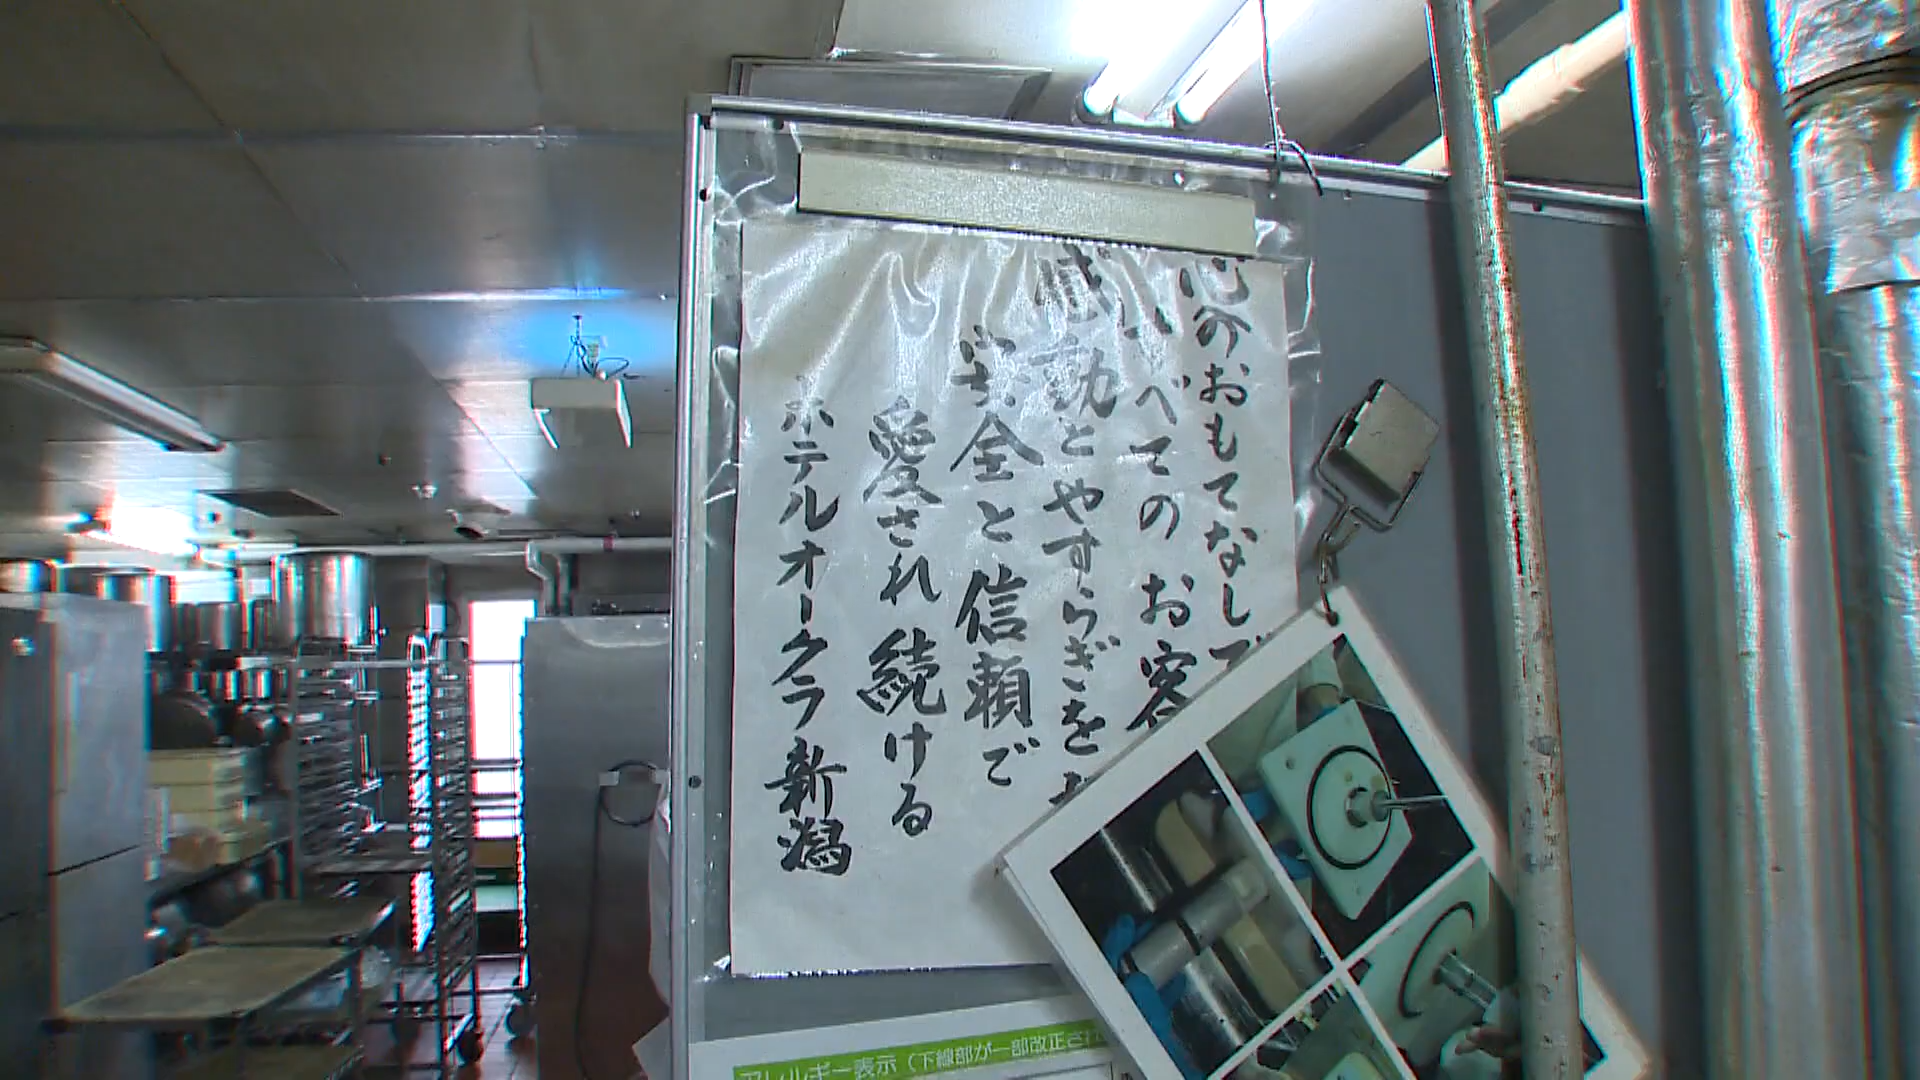 心のおもてなしで
すべてのお客
感動とやすらぎを
安全と信頼で
愛され続ける
ホテルオークラ新潟
アレルギー表示（下線部が一部改正され